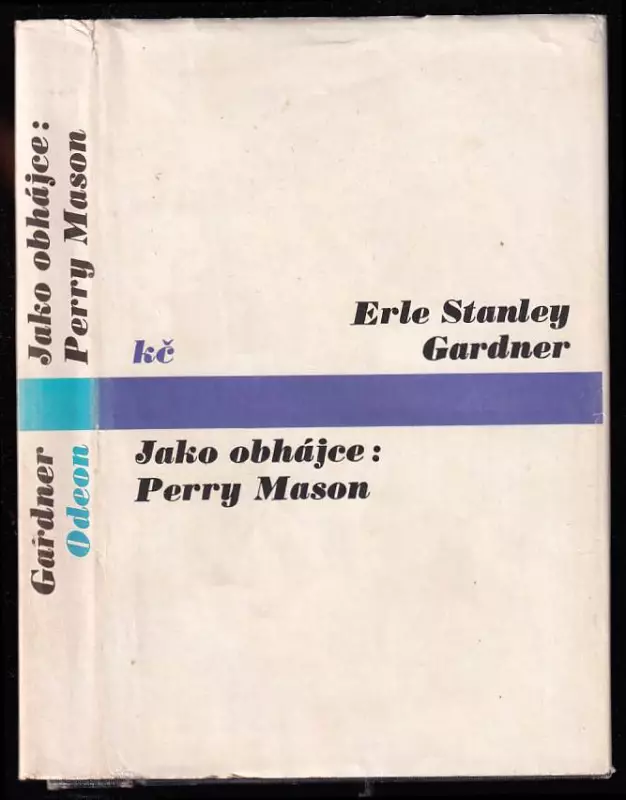 Jako obhájce:
Perry Mason
Gardner
Odeon
Erle Stanley
Gardner
kč
Jako obhájce:
Perry Mason